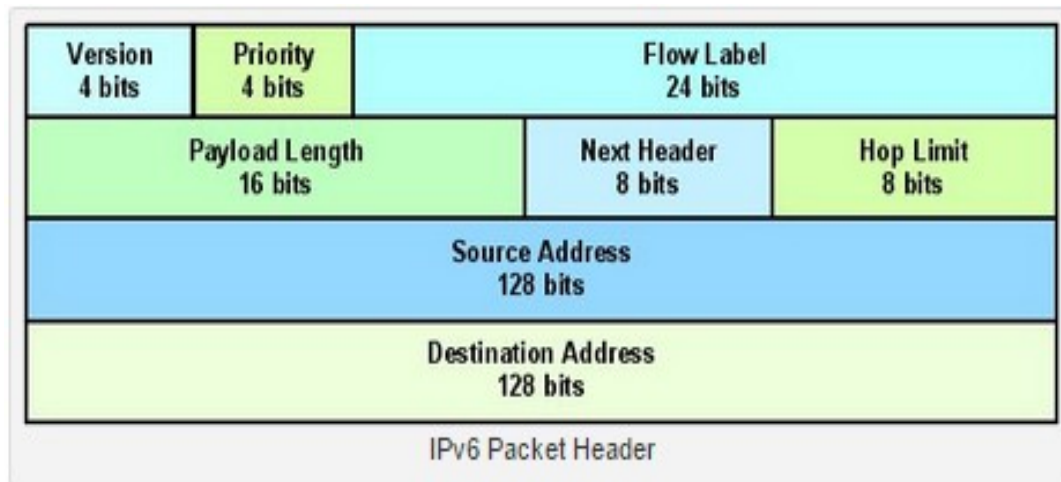 Version
4 bits
Priority
4 bits
Flow Label
24 bits
Payload Length
16 bits
Next Header
8 bits
Hop Limit
8 bits
Source Address
128 bits
Destination Address
128 bits
IPv6 Packet Header